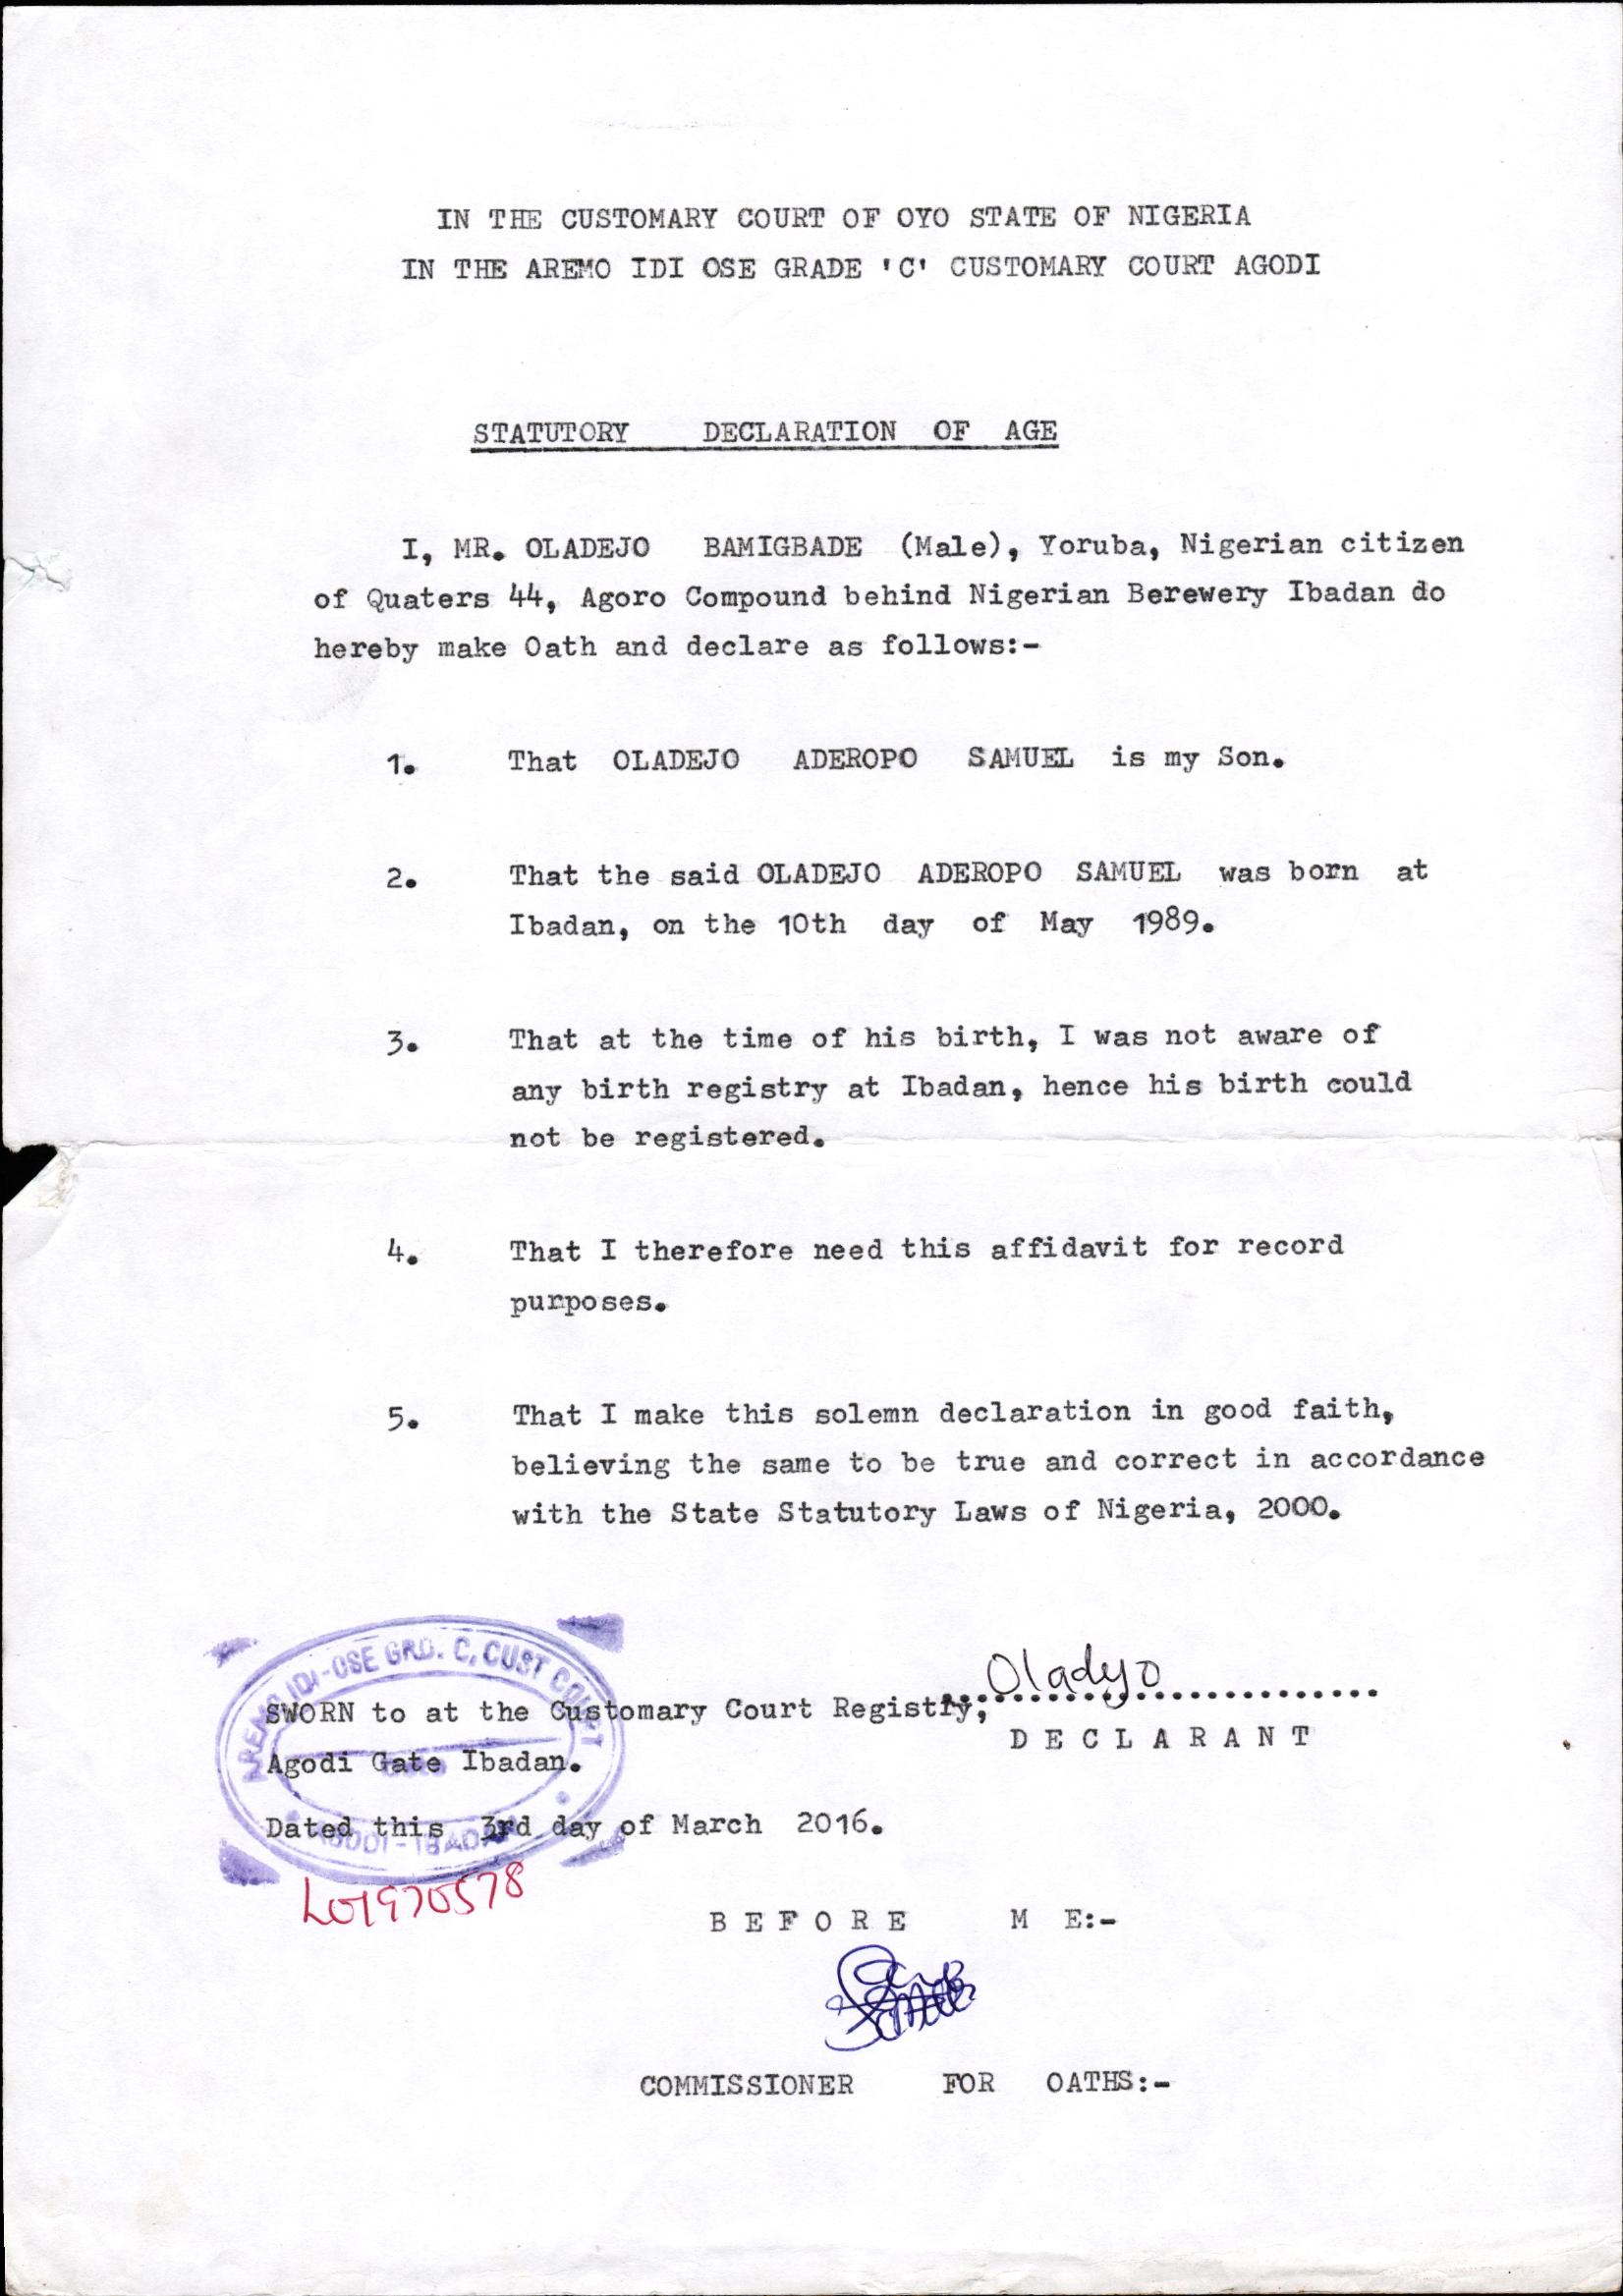 IN THE CUSTOMARY COURT OF OYO STATE OF NIGERIA
IN THE AREMO IDI OSE GRADE 'C' CUSTOMARY COURT AGODI
STATUTORY DECLARATION OF AGE
I, MR. OLADEJO BAMIGBADE (Male), Yoruba, Nigerian citizen
of Quaters 44, Agoro Compound behind Nigerian Berewery Ibadan do
hereby make Oath and declare as follows:-
1. That OLADEJO ADEROPO SAMUEL is my Son.
2. That the said OLADEJO ADEROPO SAMUEL was born at
Ibadan, on the 10th day of May 1989.
3. That at the time of his birth, I was not aware of
any birth registry at Ibadan, hence his birth could
not be registered.
4. That I therefore need this affidavit for record
purposes.
5. That I make this solemn declaration in good faith,
believing the same to be true and correct in accordance
with the State Statutory Laws of Nigeria, 2000.
AREMO IDI-OSE GRD. C, CUST COURT
Oladejo
SWORN to at the Customary Court Registry,
DECLARANT
Agodi Gate Ibadan.
Dated this 3rd day of March 2016.
AGODI-IBADAN
L01970578
BEFORE ME:-
COMMISSIONER FOR OATHS:-